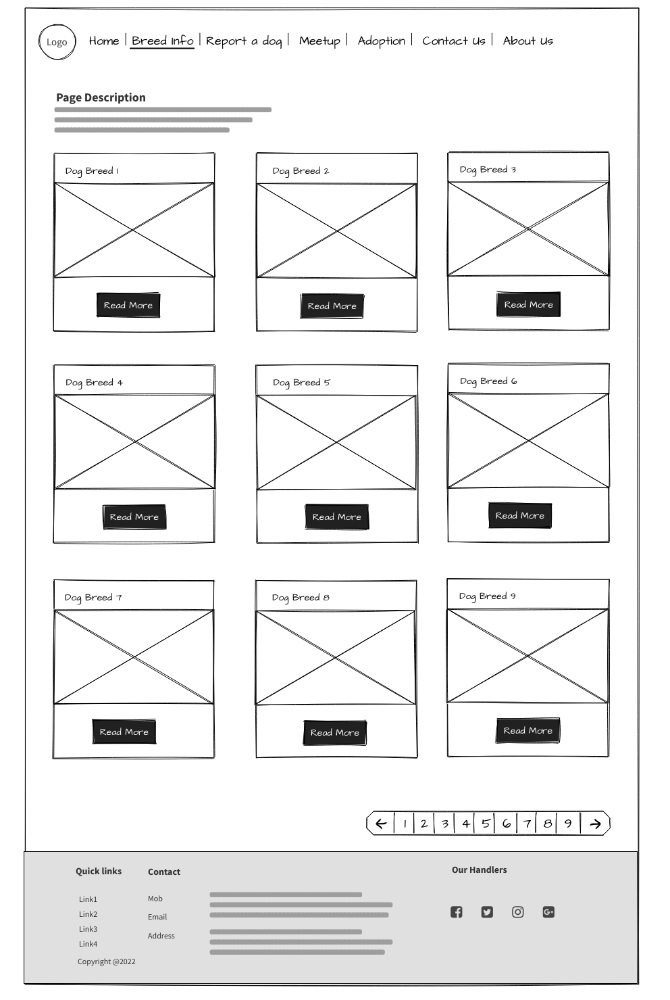 Logo
Home | Breed Info | Report a dog | Meetup | Adoption | Contact Us | About Us
Page Description
Dog Breed 1
Dog Breed 2
Dog Breed 3
Read More
Read More
Read More
Dog Breed 4
Dog Breed 5
Dog Breed 6
Read More
Read More
Read More
Dog Breed 7
Dog Breed 8
Dog Breed 9
Read More
Read More
Read More
1 2 3 4 5 6 7 8 9
Quick links
Link1
Link2
Link3
Link4
Copyright @2022
Contact
Mob
Email
Address
Our Handlers